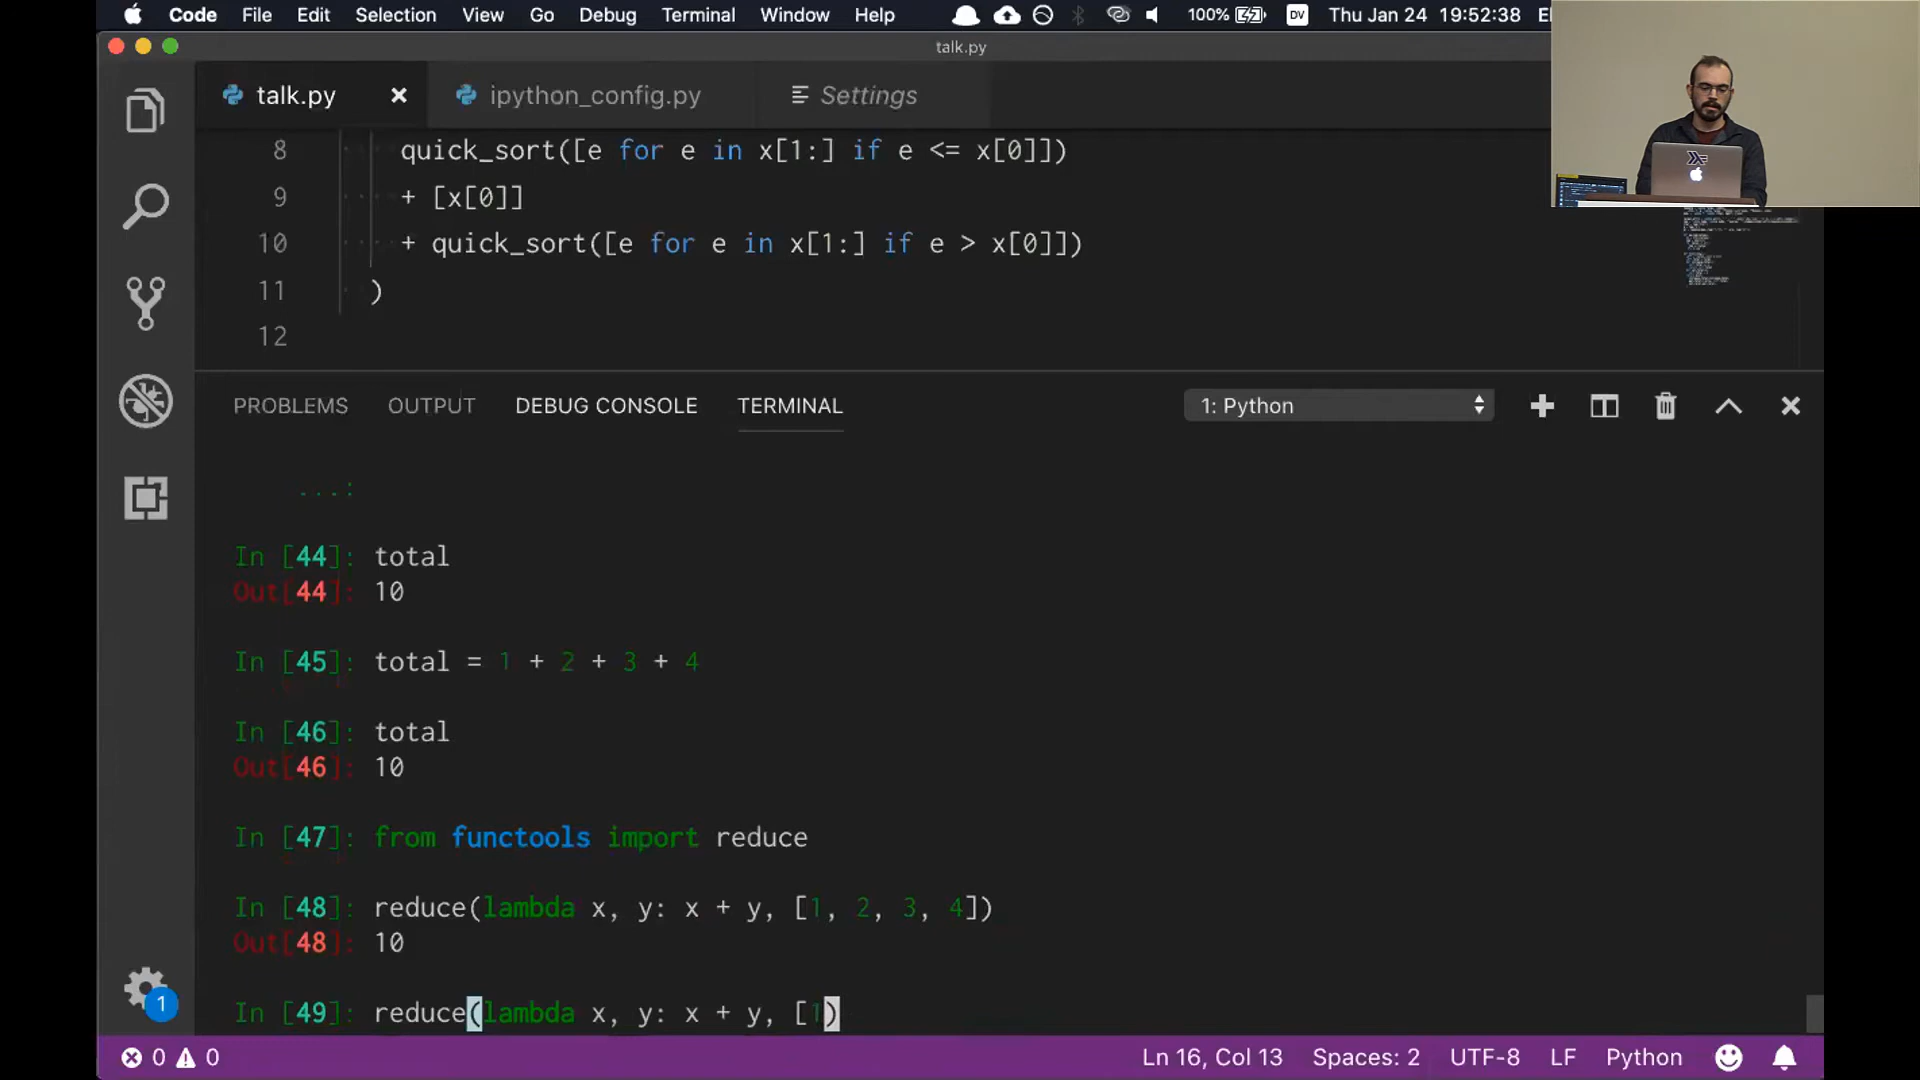 Code File Edit Selection View Go Debug Terminal Window Help 100% DV Thu Jan 24 19:52:38
talk.py
talk.py ipython_config.py Settings
8 quick_sort([e for e in x[1:] if e <= x[0]])
9 + [x[0]]
10 + quick_sort([e for e in x[1:] if e > x[0]])
11 )
12
PROBLEMS OUTPUT DEBUG CONSOLE TERMINAL 1: Python
...:
In [44]: total
Out[44]: 10
In [45]: total = 1 + 2 + 3 + 4
In [46]: total
Out[46]: 10
In [47]: from functools import reduce
In [48]: reduce(lambda x, y: x + y, [1, 2, 3, 4])
Out[48]: 10
In [49]: reduce(lambda x, y: x + y, [1)
1
0 0 Ln 16, Col 13 Spaces: 2 UTF-8 LF Python